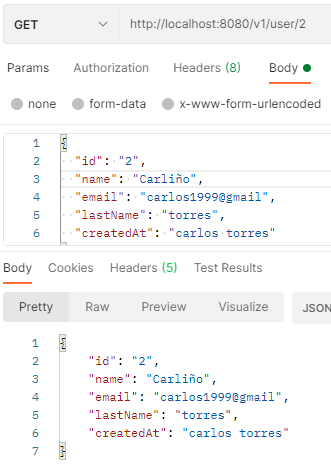 GET http://localhost:8080/v1/user/2
Params Authorization Headers (8) Body
none form-data x-www-form-urlencoded
1 {
2 "id": "2",
3 "name": "Carliño",
4 "email": "carlos1999@gmail",
5 "lastName": "torres",
6 "createdAt": "carlos torres"
Body Cookies Headers (5) Test Results
Pretty Raw Preview Visualize JSON
1 {
2 "id": "2",
3 "name": "Carliño",
4 "email": "carlos1999@gmail",
5 "lastName": "torres",
6 "createdAt": "carlos torres"
7 }